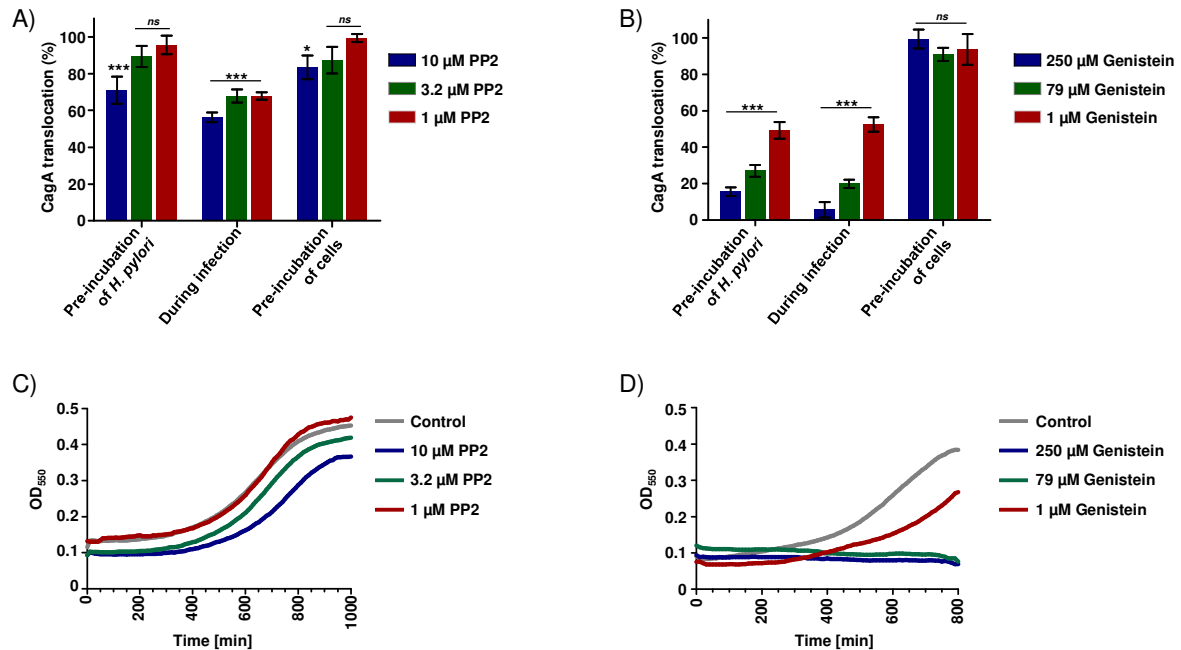 A)
CagA translocation (%)
100
80
60
40
20
0
***
ns
***
*
ns
Pre-incubation
of H. pylori
During infection
Pre-incubation
of cells
10 µM PP2
3.2 µM PP2
1 µM PP2
B)
CagA translocation (%)
100
80
60
40
20
0
***
***
ns
Pre-incubation
of H. pylori
During infection
Pre-incubation
of cells
250 µM Genistein
79 µM Genistein
1 µM Genistein
C)
OD550
0.5
0.4
0.3
0.2
0.1
0
0
200
400
600
800
1000
Time [min]
Control
10 µM PP2
3.2 µM PP2
1 µM PP2
D)
OD550
0.5
0.4
0.3
0.2
0.1
0
0
200
400
600
800
Time [min]
Control
250 µM Genistein
79 µM Genistein
1 µM Genistein